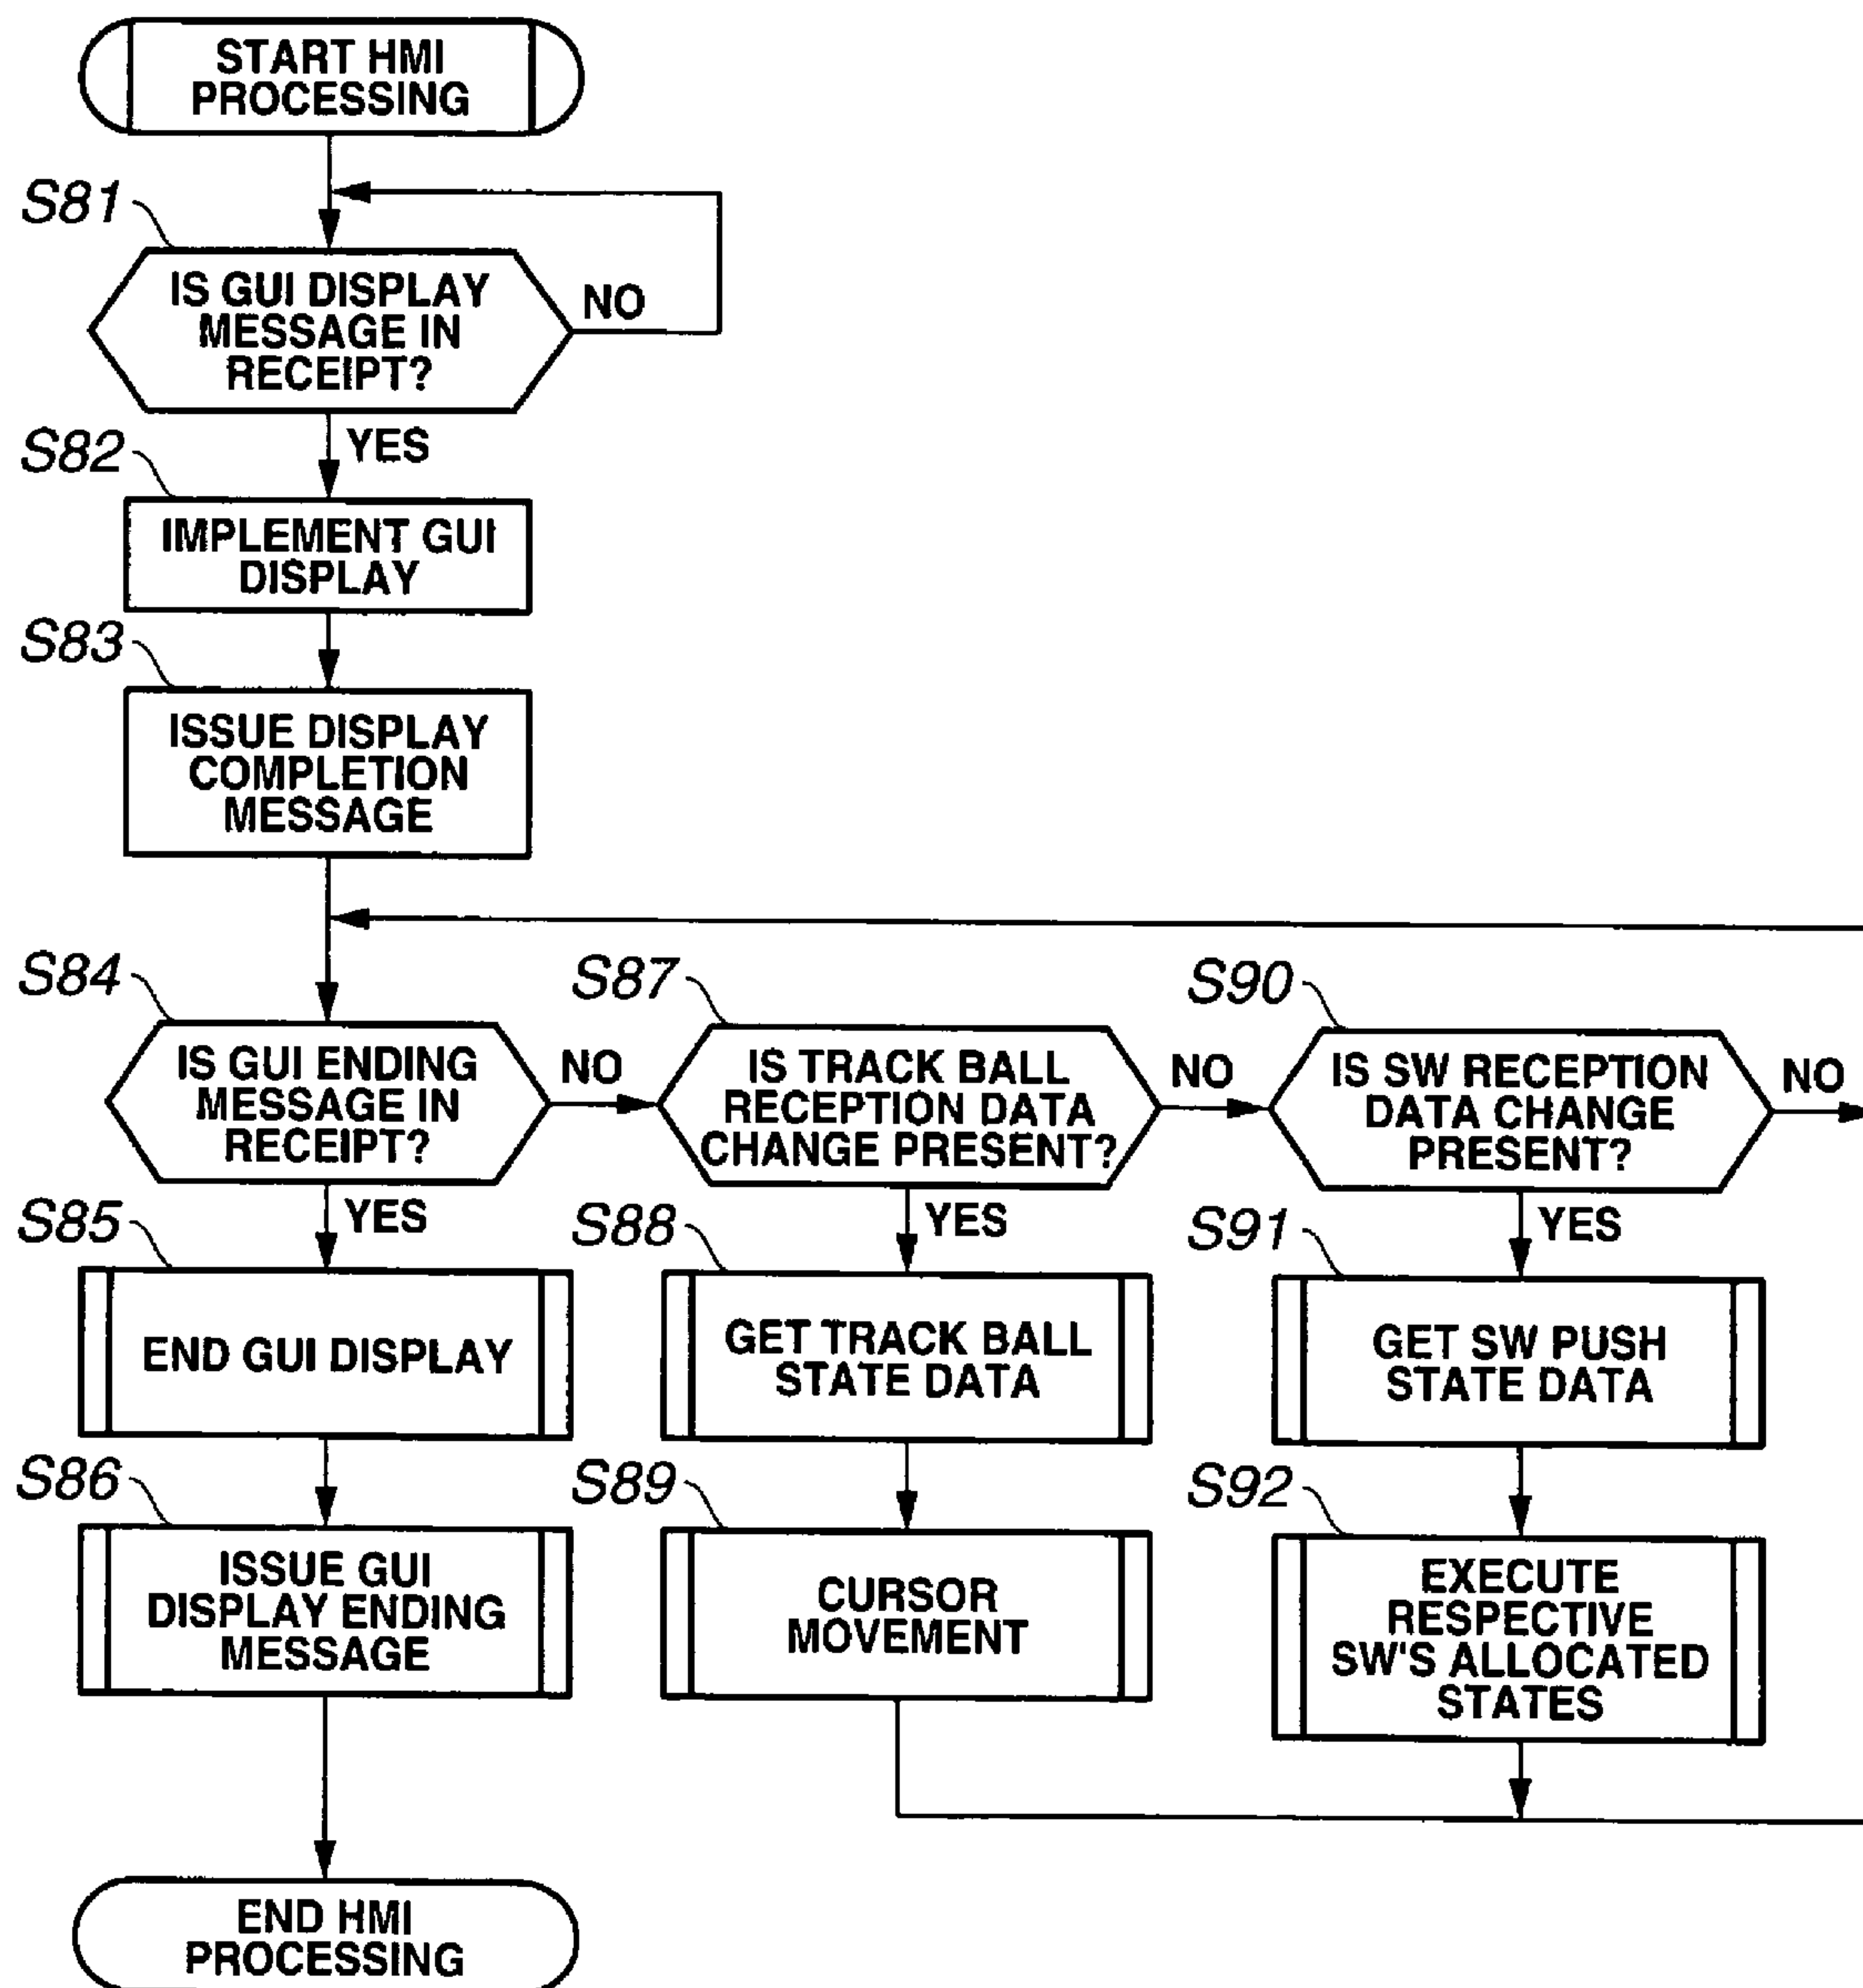 START HMI
PROCESSING
S81
IS GUI DISPLAY
MESSAGE IN
RECEIPT?
NO
YES
S82
IMPLEMENT GUI
DISPLAY
S83
ISSUE DISPLAY
COMPLETION
MESSAGE
S84
IS GUI ENDING
MESSAGE IN
RECEIPT?
NO
YES
S87
IS TRACK BALL
RECEPTION DATA
CHANGE PRESENT?
NO
YES
S90
IS SW RECEPTION
DATA CHANGE
PRESENT?
NO
YES
S85
END GUI DISPLAY
S88
GET TRACK BALL
STATE DATA
S91
GET SW PUSH
STATE DATA
S86
ISSUE GUI
DISPLAY ENDING
MESSAGE
S89
CURSOR
MOVEMENT
S92
EXECUTE
RESPECTIVE
SW'S ALLOCATED
STATES
END HMI
PROCESSING